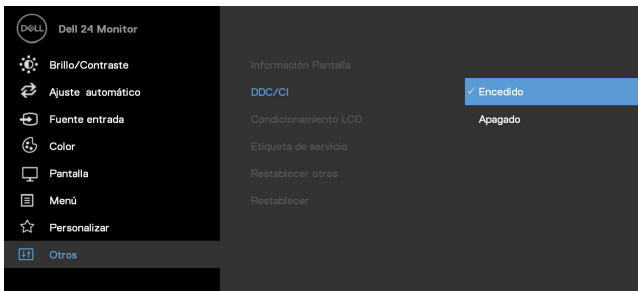 DELL Dell 24 Monitor
Brillo/Contraste
Ajuste automático
Fuente entrada
Color
Pantalla
Menú
Personalizar
Otros
Información Pantalla
DDC/CI
Condicionamiento LCD
Etiqueta de servicio
Restablecer otros
Restablecer
✓ Encedido
Apagado